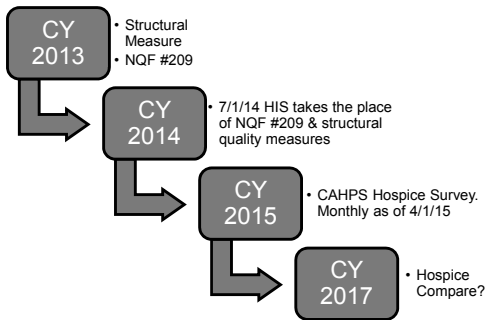 CY
2013
• Structural
Measure
• NQF #209
CY
2014
• 7/1/14 HIS takes the place
of NQF #209 & structural
quality measures
CY
2015
• CAHPS Hospice Survey.
Monthly as of 4/1/15
CY
2017
• Hospice
Compare?